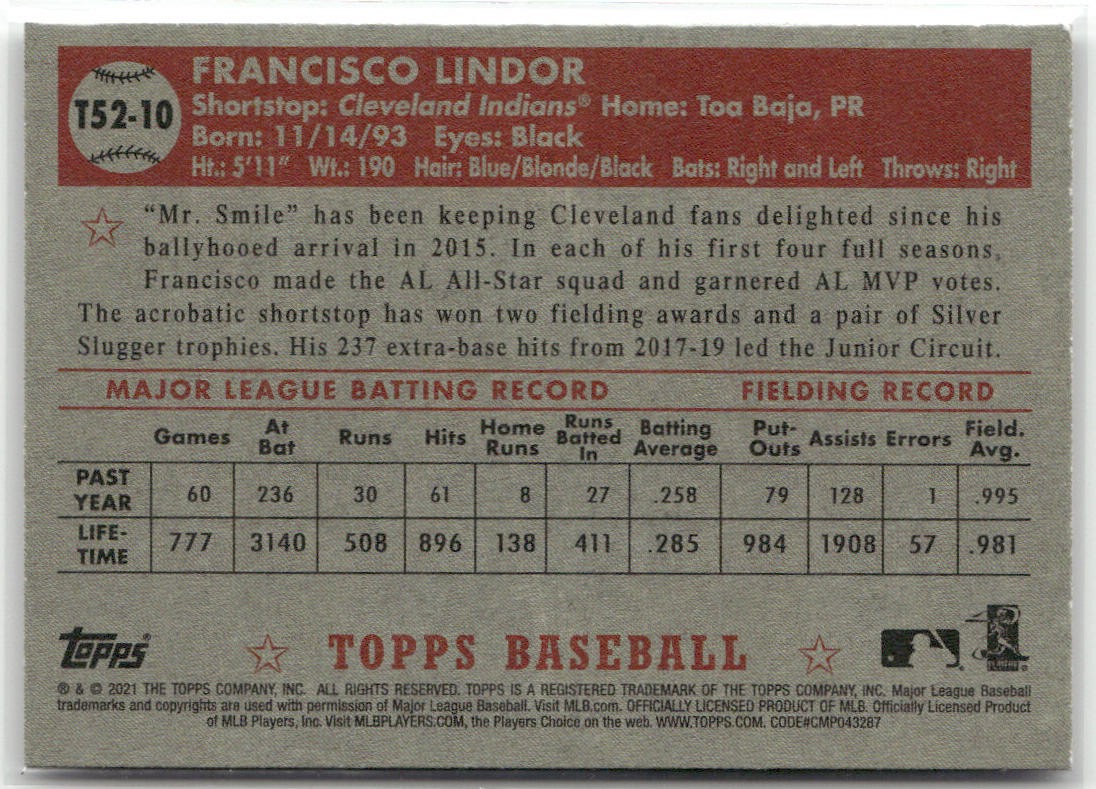 T52-10
FRANCISCO LINDOR
Shortstop: Cleveland Indians® Home: Toa Baja, PR
Born: 11/14/93 Eyes: Black
Ht.: 5'11" Wt.: 190 Hair: Blue/Blonde/Black Bats: Right and Left Throws: Right
"Mr. Smile" has been keeping Cleveland fans delighted since his
ballyhooed arrival in 2015. In each of his first four full seasons,
Francisco made the AL All-Star squad and garnered AL MVP votes.
The acrobatic shortstop has won two fielding awards and a pair of Silver
Slugger trophies. His 237 extra-base hits from 2017-19 led the Junior Circuit.
MAJOR LEAGUE BATTING RECORD FIELDING RECORD
Games At Bat Runs Hits Home Runs Runs Batted In Batting Average Put-Outs Assists Errors Field. Avg.
PAST YEAR 60 236 30 61 8 27 .258 79 128 1 .995
LIFE-TIME 777 3140 508 896 138 411 .285 984 1908 57 .981
Topps® TOPPS BASEBALL
® & © 2021 THE TOPPS COMPANY, INC. ALL RIGHTS RESERVED. TOPPS IS A REGISTERED TRADEMARK OF THE TOPPS COMPANY, INC. Major League Baseball
trademarks and copyrights are used with permission of Major League Baseball. Visit MLB.com. OFFICIALLY LICENSED PRODUCT OF MLB. Officially Licensed Product
of MLB Players, Inc. Visit MLBPLAYERS.COM, the Players Choice on the web. WWW.TOPPS.COM. CODE#CMP043287